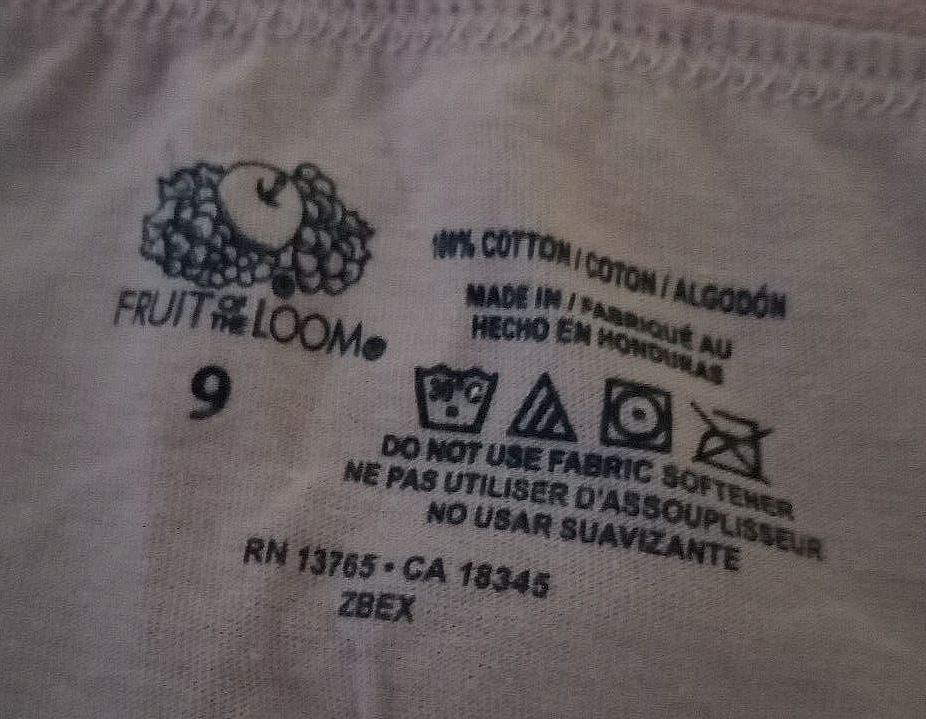 FRUIT OF THE LOOM®
9
100% COTTON / COTON / ALGODÓN
MADE IN / FABRIQUÉ AU
HECHO EN HONDURAS
30°C
DO NOT USE FABRIC SOFTENER
NE PAS UTILISER D'ASSOUPLISSEUR
NO USAR SUAVIZANTE
RN 13765 • CA 18345
ZBEX